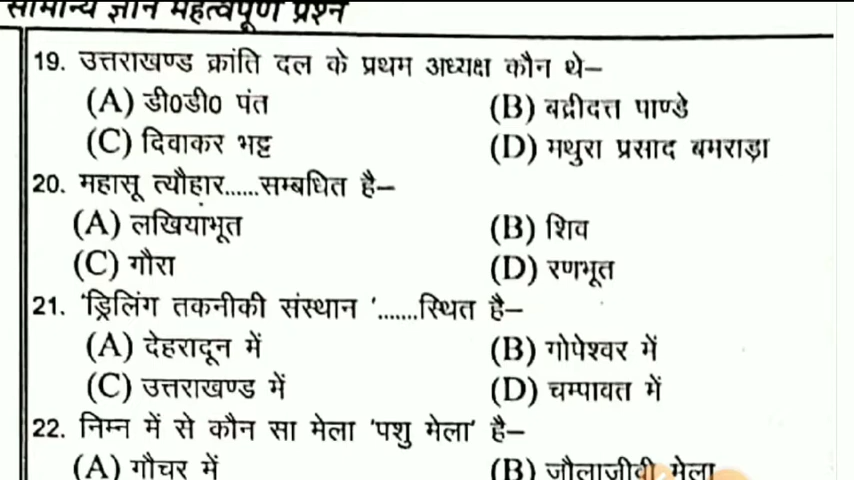 सामान्य ज्ञान महत्वपूर्ण प्रश्न
19. उत्तराखण्ड क्रांति दल के प्रथम अध्यक्ष कौन थे–
(A) डी0डी0 पंत (B) बद्रीदत्त पाण्डे
(C) दिवाकर भट्ट (D) मथुरा प्रसाद बमराड़ा
20. महासू त्यौहार......सम्बधित है–
(A) लखियाभूत (B) शिव
(C) गौरा (D) रणभूत
21. 'ड्रिलिंग तकनीकी संस्थान '.......स्थित है–
(A) देहरादून में (B) गोपेश्वर में
(C) उत्तराखण्ड में (D) चम्पावत में
22. निम्न में से कौन सा मेला 'पशु मेला' है–
(A) गौचर में (B) जौलाजीवी मेला